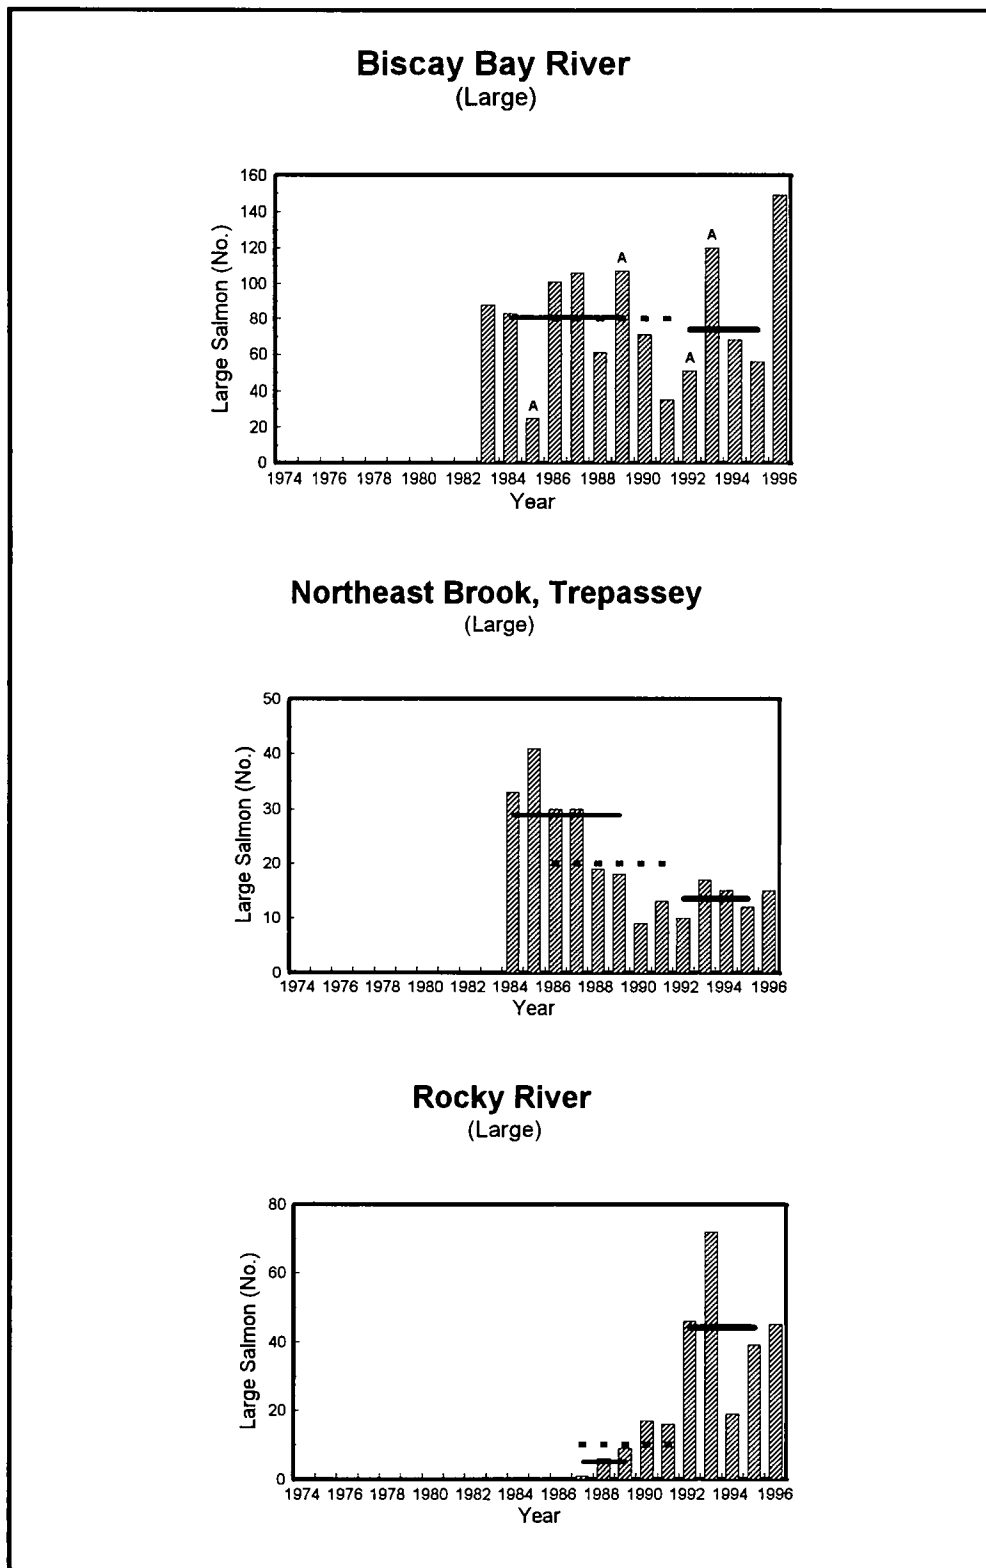 Biscay Bay River
(Large)
Large Salmon (No.)
160
140
120
100
80
60
40
20
0
A
A
A
A
1974 1976 1978 1980 1982 1984 1986 1988 1990 1992 1994 1996
Year
Northeast Brook, Trepassey
(Large)
Large Salmon (No.)
50
40
30
20
10
0
1974 1976 1978 1980 1982 1984 1986 1988 1990 1992 1994 1996
Year
Rocky River
(Large)
Large Salmon (No.)
80
60
40
20
0
1974 1976 1978 1980 1982 1984 1986 1988 1990 1992 1994 1996
Year